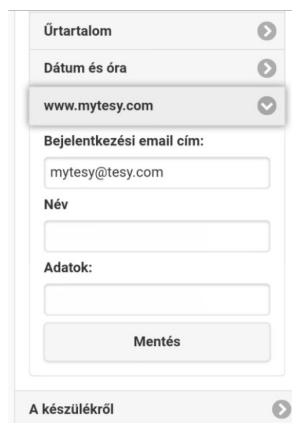 Űrtartalom
Dátum és óra
www.mytesy.com
Bejelentkezési email cím:
mytesy@tesy.com
Név
Adatok:
Mentés
A készülékről